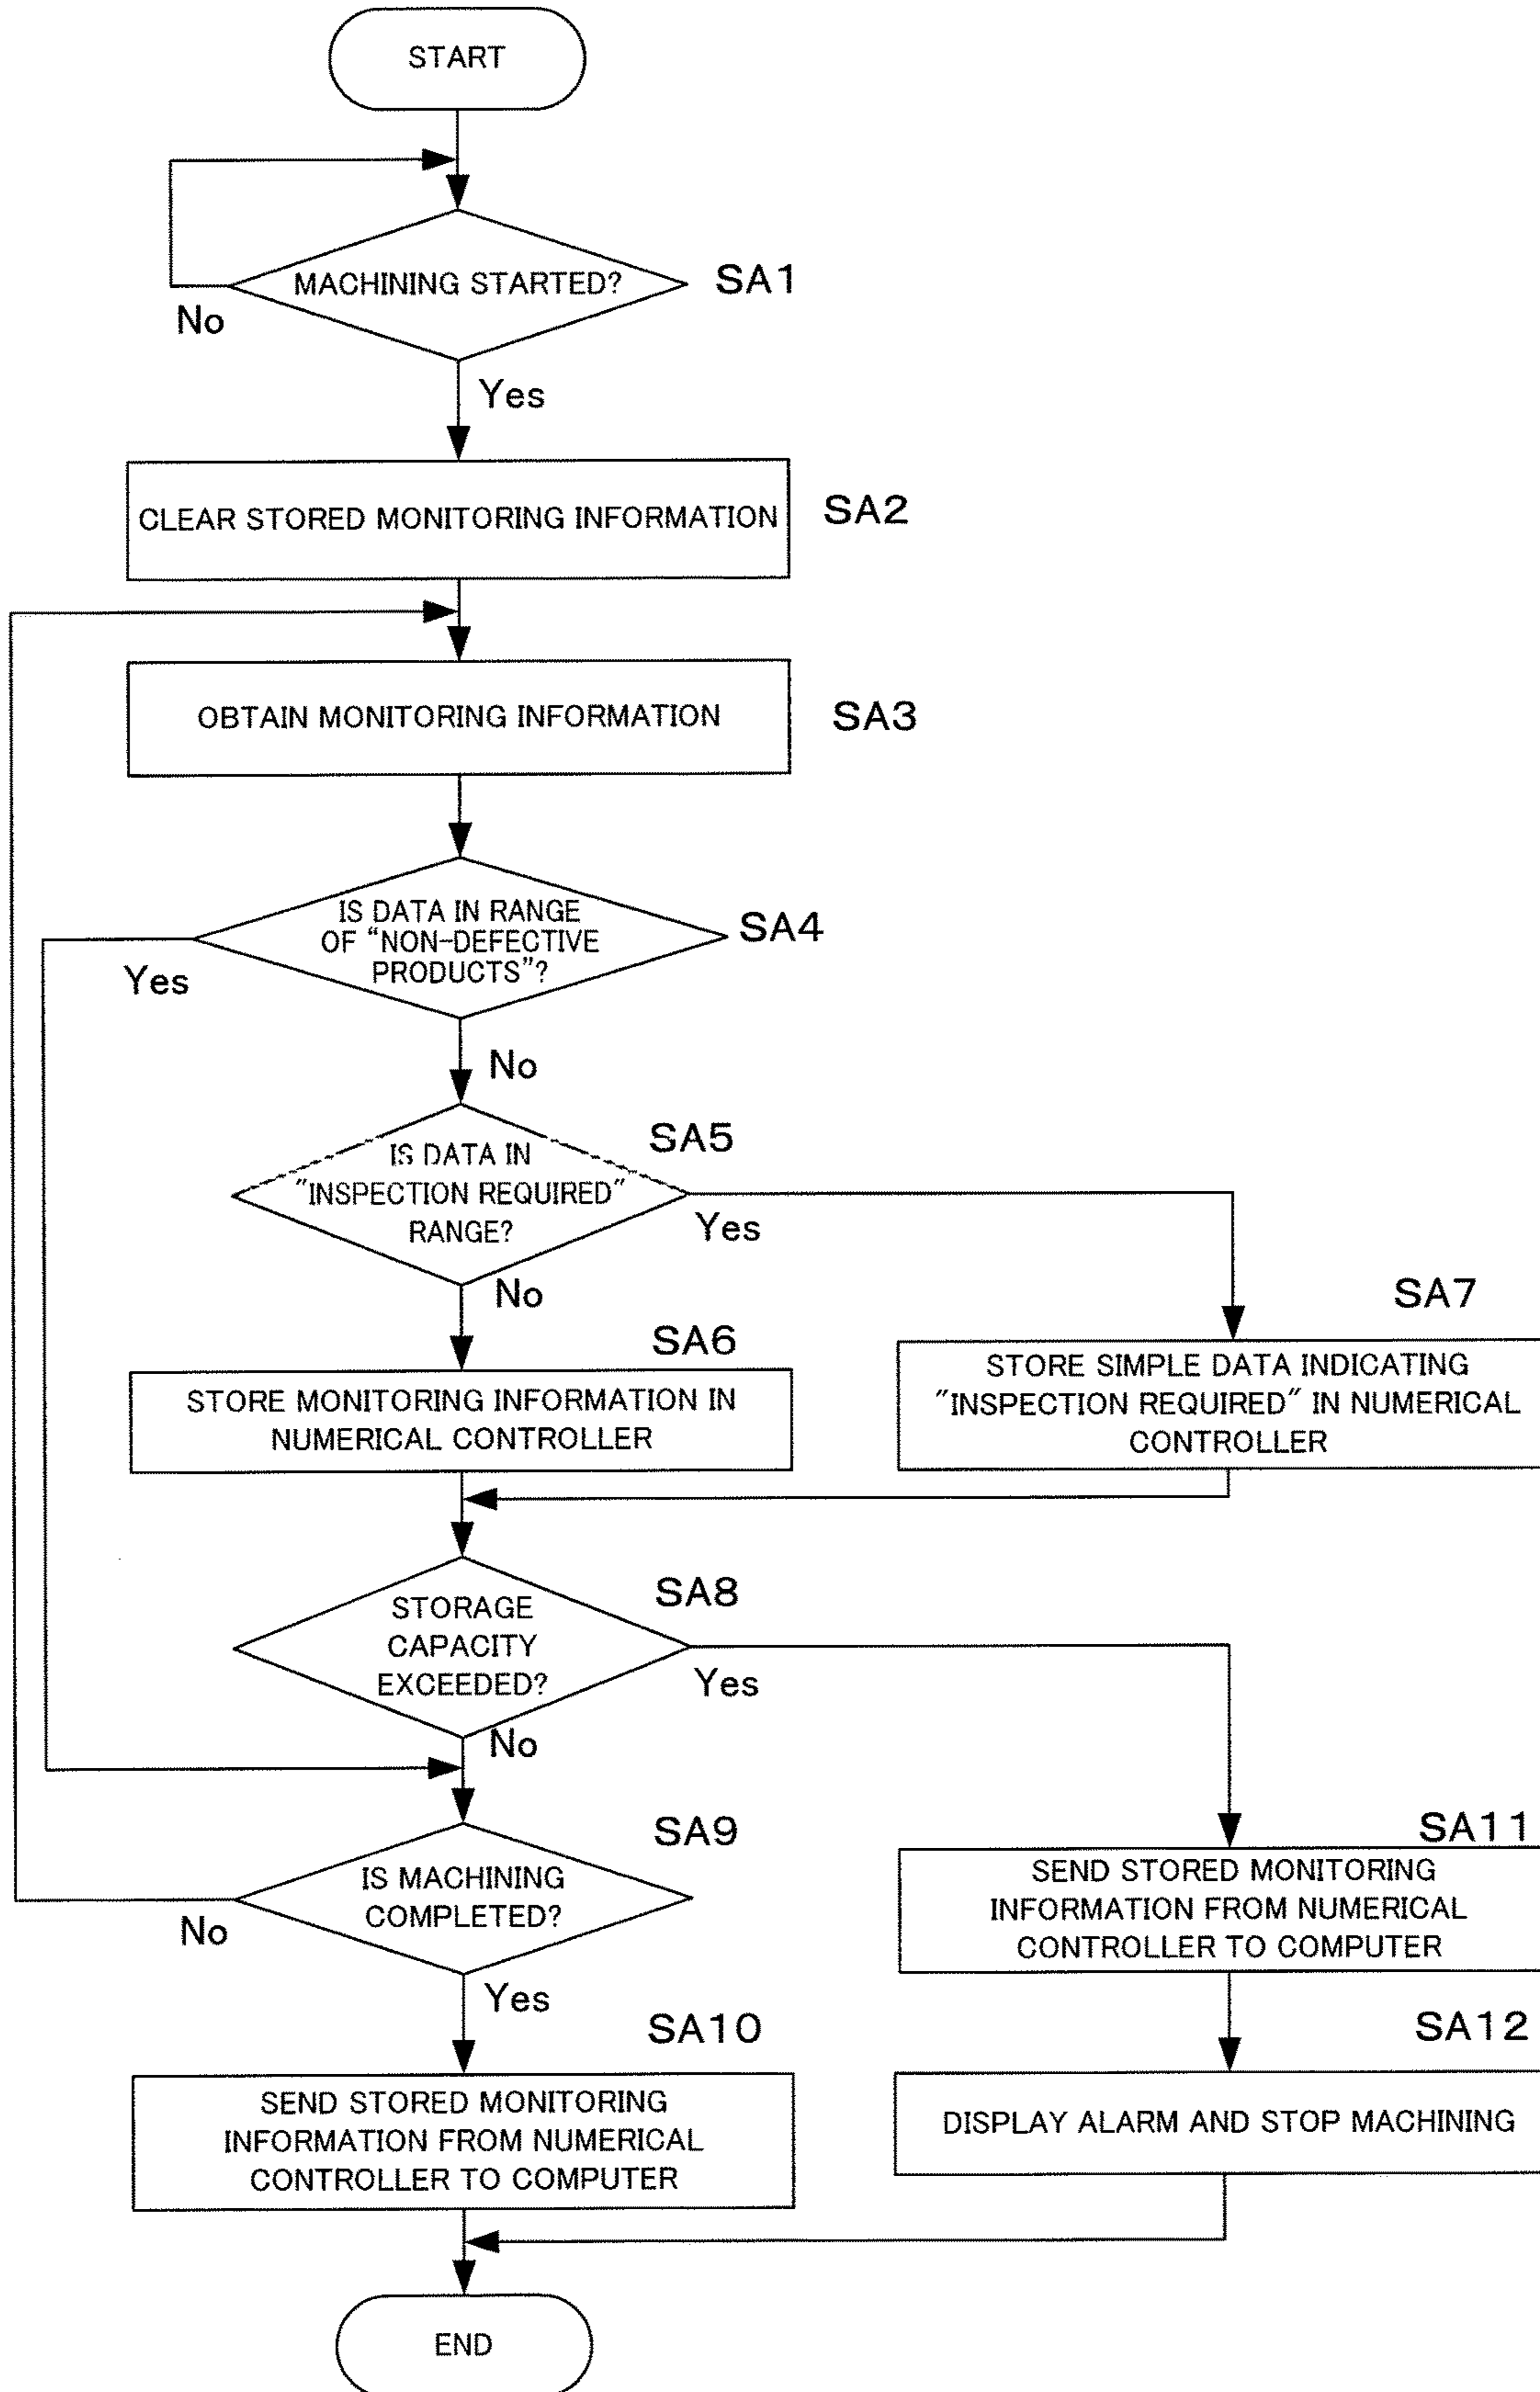 START
MACHINING STARTED?
SA1
No
Yes
CLEAR STORED MONITORING INFORMATION
SA2
OBTAIN MONITORING INFORMATION
SA3
IS DATA IN RANGE
OF “NON-DEFECTIVE
PRODUCTS”?
SA4
Yes
No
SA5
IS DATA IN
"INSPECTION REQUIRED"
RANGE?
Yes
No
SA6
STORE MONITORING INFORMATION IN
NUMERICAL CONTROLLER
SA7
STORE SIMPLE DATA INDICATING
"INSPECTION REQUIRED" IN NUMERICAL
CONTROLLER
SA8
STORAGE
CAPACITY
EXCEEDED?
Yes
No
SA9
IS MACHINING
COMPLETED?
No
Yes
SA11
SEND STORED MONITORING
INFORMATION FROM NUMERICAL
CONTROLLER TO COMPUTER
SA10
SEND STORED MONITORING
INFORMATION FROM NUMERICAL
CONTROLLER TO COMPUTER
SA12
DISPLAY ALARM AND STOP MACHINING
END